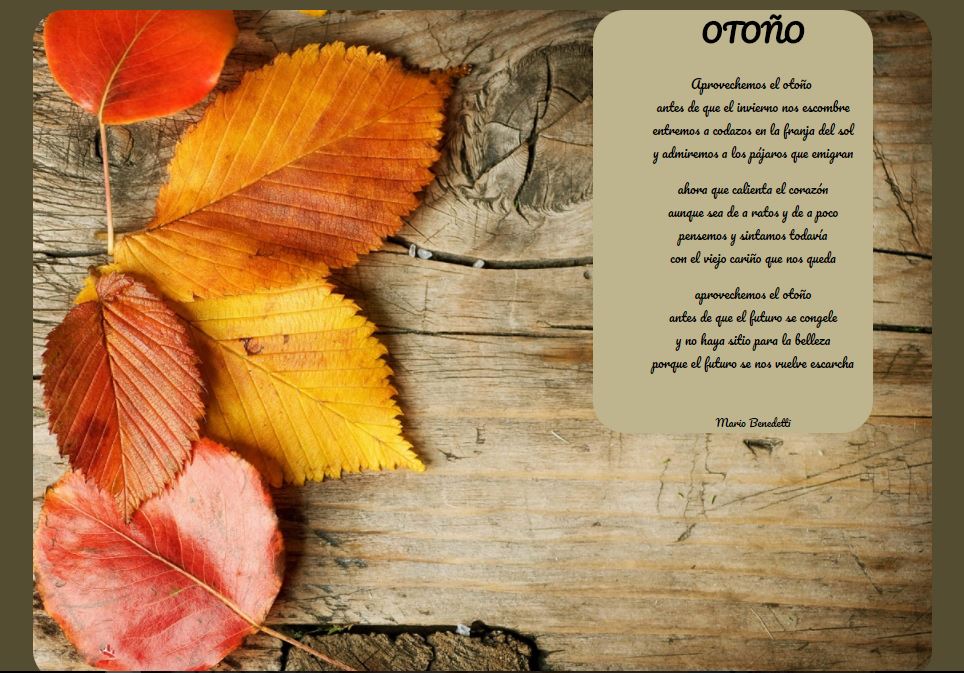 OTOÑO
Aprovechemos el otoño
antes de que el invierno nos escombre
entremos a codazos en la franja del sol
y admiremos a los pájaros que emigran
ahora que calienta el corazón
aunque sea de a ratos y de a poco
pensemos y sintamos todavía
con el viejo cariño que nos queda
aprovechemos el otoño
antes de que el futuro se congele
y no haya sitio para la belleza
porque el futuro se nos vuelve escarcha
Mario Benedetti